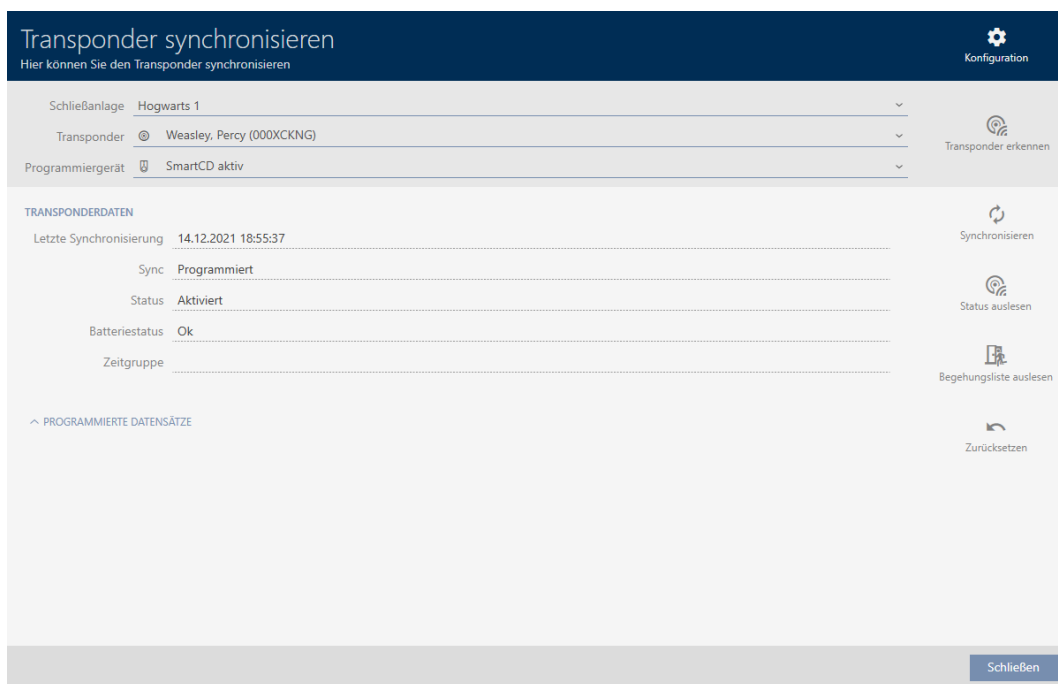 Transponder synchronisieren
Hier können Sie den Transponder synchronisieren
Konfiguration
Schließanlage Hogwarts 1
Transponder Weasley, Percy (000XCKNG)
Programmiergerät SmartCD aktiv
Transponder erkennen
TRANSPONDERDATEN
Letzte Synchronisierung 14.12.2021 18:55:37
Sync Programmiert
Status Aktiviert
Batteriestatus Ok
Zeitgruppe
PROGRAMMIERTE DATENSÄTZE
Synchronisieren
Status auslesen
Begehungsliste auslesen
Zurücksetzen
Schließen